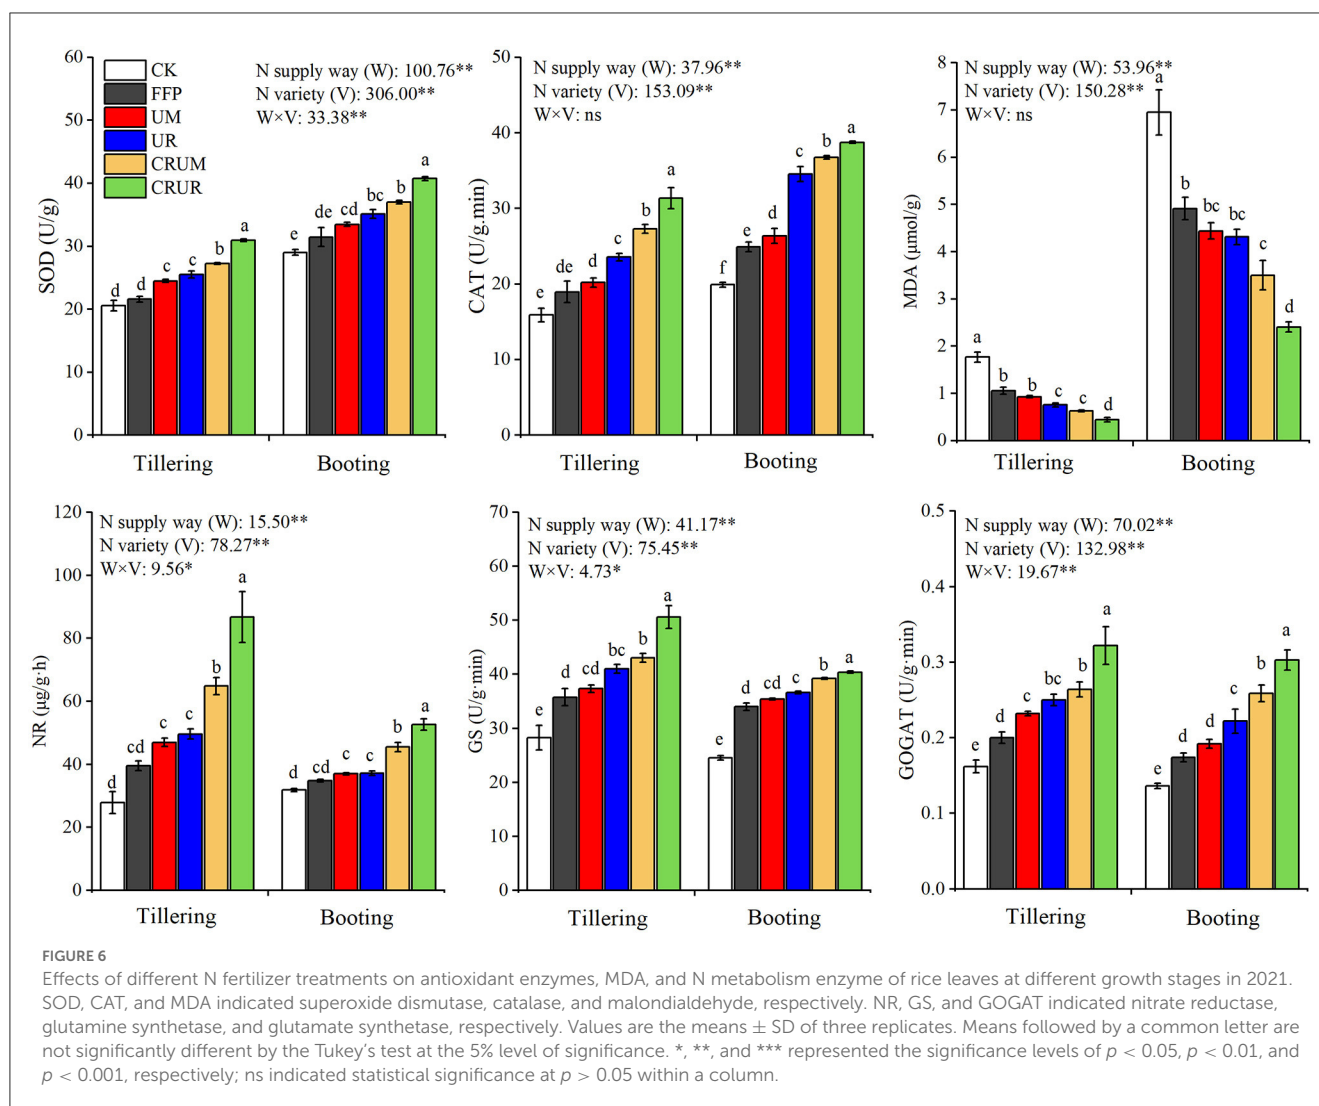 60
50
40
30
20
10
0
SOD (U/g)
CK
FFP
UM
UR
CRUM
CRUR
N supply way (W): 100.76**
N variety (V): 306.00**
W×V: 33.38**
d
d
c
c
b
a
e
de
cd
bc
b
a
Tillering
Booting
50
40
30
20
10
0
CAT (U/g.min)
N supply way (W): 37.96**
N variety (V): 153.09**
W×V: ns
e
de
d
c
b
a
f
e
d
c
b
a
Tillering
Booting
8
7
6
5
4
3
2
1
0
MDA (μmol/g)
N supply way (W): 53.96**
N variety (V): 150.28**
W×V: ns
a
b
b
c
c
d
a
b
bc
bc
c
d
Tillering
Booting
120
100
80
60
40
20
0
NR (μg/g·h)
N supply way (W): 15.50**
N variety (V): 78.27**
W×V: 9.56*
d
cd
c
c
b
a
d
cd
c
c
b
a
Tillering
Booting
70
60
50
40
30
20
10
0
GS (U/g·min)
N supply way (W): 41.17**
N variety (V): 75.45**
W×V: 4.73*
e
d
cd
bc
b
a
e
d
cd
c
b
a
Tillering
Booting
0.5
0.4
0.3
0.2
0.1
0.0
GOGAT (U/g·min)
N supply way (W): 70.02**
N variety (V): 132.98**
W×V: 19.67**
e
d
c
bc
b
a
e
d
d
c
b
a
Tillering
Booting
FIGURE 6
Effects of different N fertilizer treatments on antioxidant enzymes, MDA, and N metabolism enzyme of rice leaves at different growth stages in 2021.
SOD, CAT, and MDA indicated superoxide dismutase, catalase, and malondialdehyde, respectively. NR, GS, and GOGAT indicated nitrate reductase,
glutamine synthetase, and glutamate synthetase, respectively. Values are the means ± SD of three replicates. Means followed by a common letter are
not significantly different by the Tukey's test at the 5% level of significance. *, **, and *** represented the significance levels of p < 0.05, p < 0.01, and
p < 0.001, respectively; ns indicated statistical significance at p > 0.05 within a column.